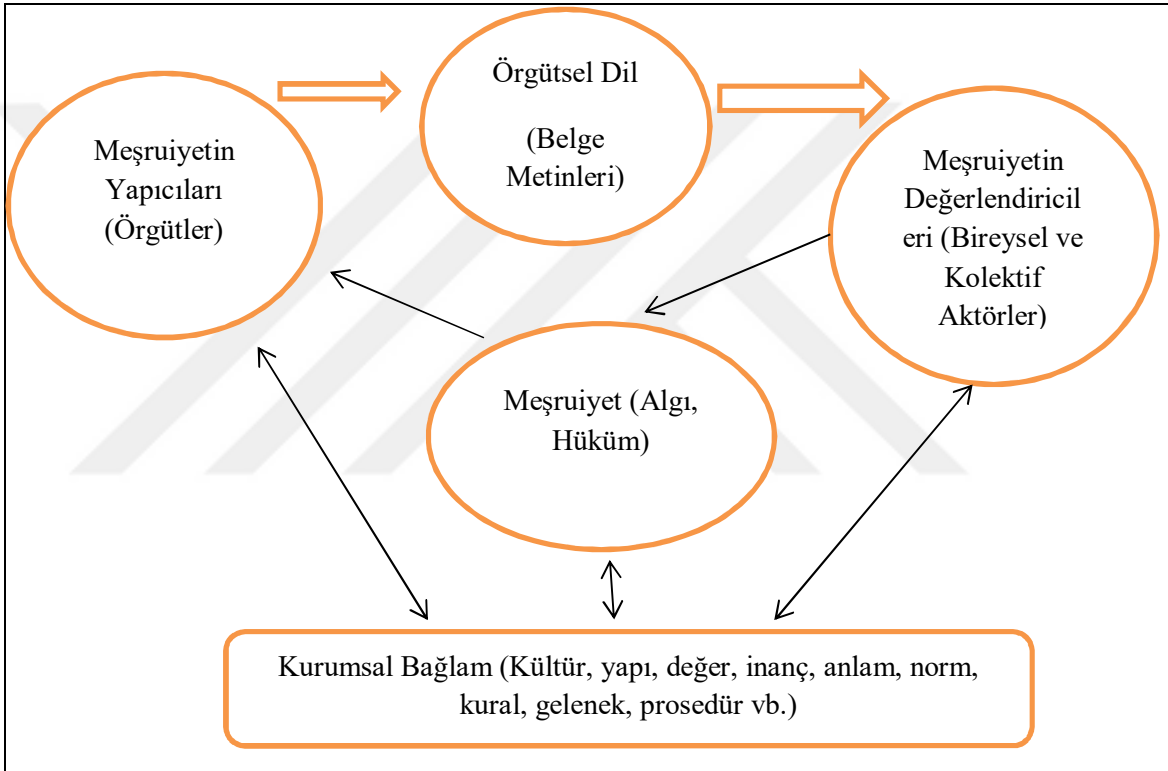 Örgütsel Dil
(Belge
Metinleri)
Meşruiyetin
Yapıcıları
(Örgütler)
Meşruiyetin
Değerlendiricil
eri (Bireysel ve
Kolektif
Aktörler)
Meşruiyet (Algı,
Hüküm)
Kurumsal Bağlam (Kültür, yapı, değer, inanç, anlam, norm,
kural, gelenek, prosedür vb.)